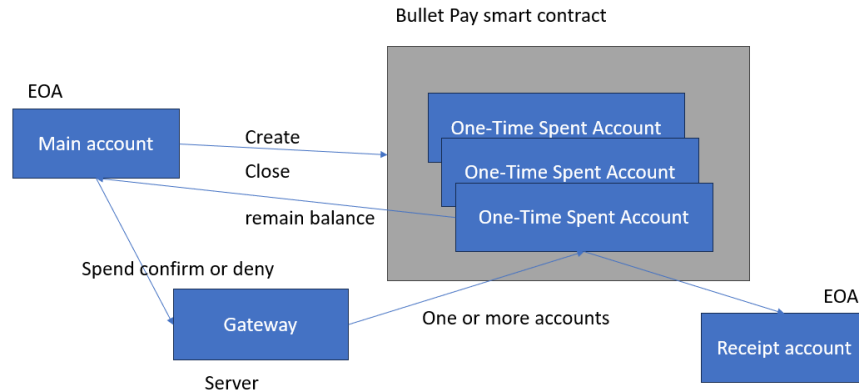 Bullet Pay smart contract
EOA
Main account
Create
Close
remain balance
One-Time Spent Account
One-Time Spent Account
One-Time Spent Account
Spend confirm or deny
Gateway
Server
One or more accounts
EOA
Receipt account